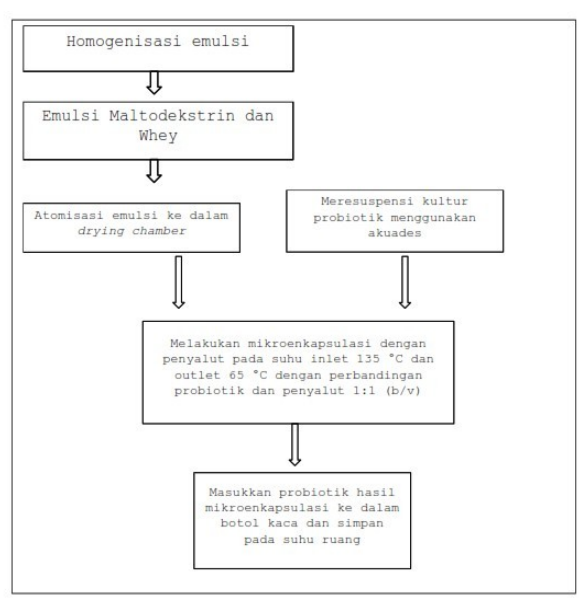 Homogenisasi emulsi
Emulsi Maltodekstrin dan
Whey
Atomisasi emulsi ke dalam
drying chamber
Meresuspensi kultur
probiotik menggunakan
akuades
Melakukan mikroenkapsulasi dengan
penyalut pada suhu inlet 135 °C dan
outlet 65 °C dengan perbandingan
probiotik dan penyalut 1:1 (b/v)
Masukkan probiotik hasil
mikroenkapsulasi ke dalam
botol kaca dan simpan
pada suhu ruang